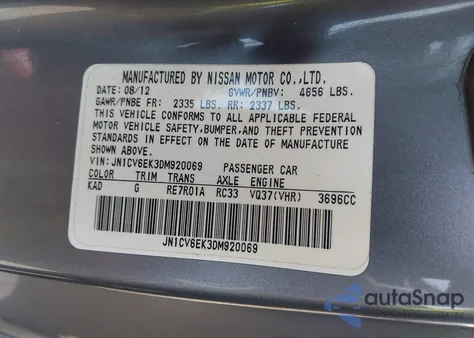 MANUFACTURED BY NISSAN MOTOR CO.,LTD.
DATE: 08/12 GVWR/PNBV: 4656 LBS.
GAWR/PNBE FR: 2335 LBS. RR: 2337 LBS.
THIS VEHICLE CONFORMS TO ALL APPLICABLE FEDERAL
MOTOR VEHICLE SAFETY,BUMPER,AND THEFT PREVENTION
STANDARDS IN EFFECT ON THE DATE OF MANUFACTURE
SHOWN ABOVE.
VIN: JN1CV6EK3DM920069 PASSENGER CAR
COLOR TRIM TRANS AXLE ENGINE
KAD G RE7R01A RC33 VQ37(VHR) 3696CC
JN1CV6EK3DM920069
autoSnap